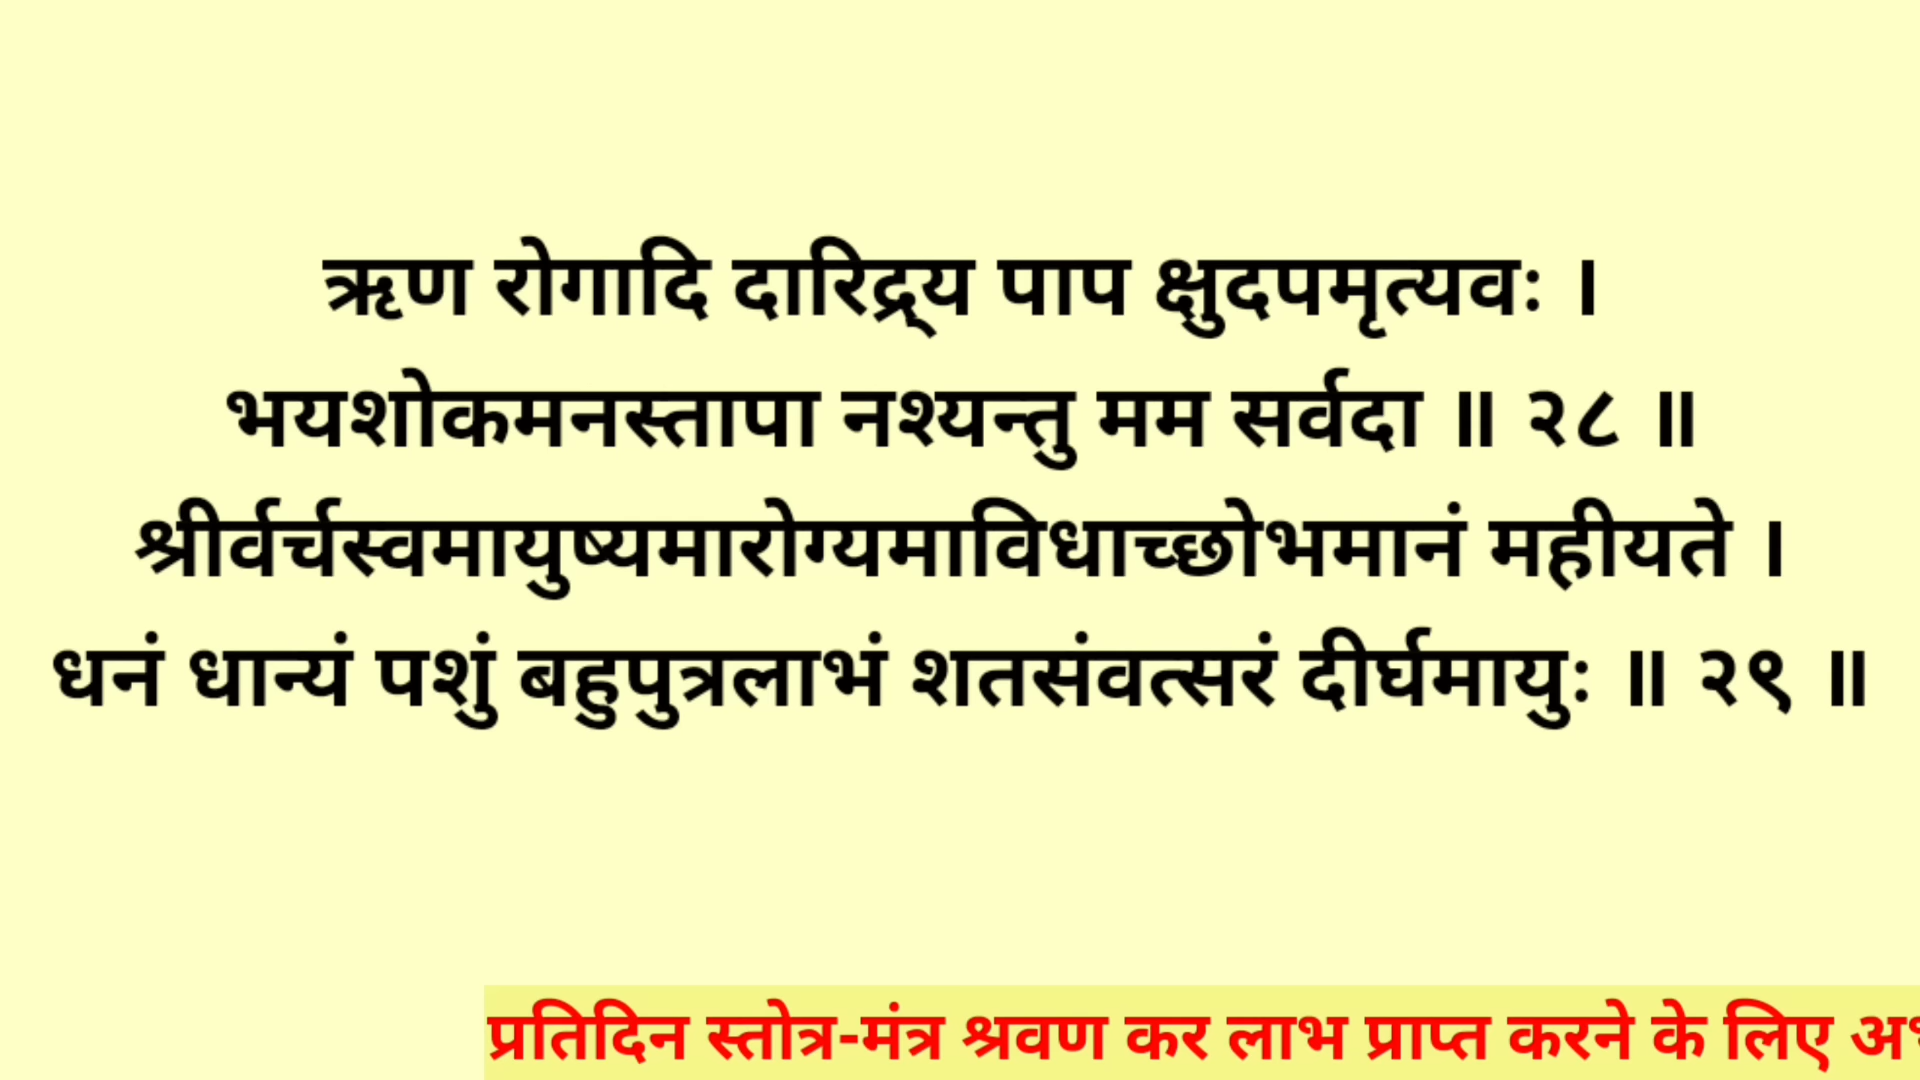 ऋण रोगादि दारिद्र्य पाप क्षुदपमृत्यवः ।
भयशोकमनस्तापा नश्यन्तु मम सर्वदा ॥ २८ ॥
श्रीर्वर्चस्वमायुष्यमारोग्यमाविधाच्छोभमानं महीयते ।
धनं धान्यं पशुं बहुपुत्रलाभं शतसंवत्सरं दीर्घमायुः ॥ २९ ॥
प्रतिदिन स्तोत्र-मंत्र श्रवण कर लाभ प्राप्त करने के लिए